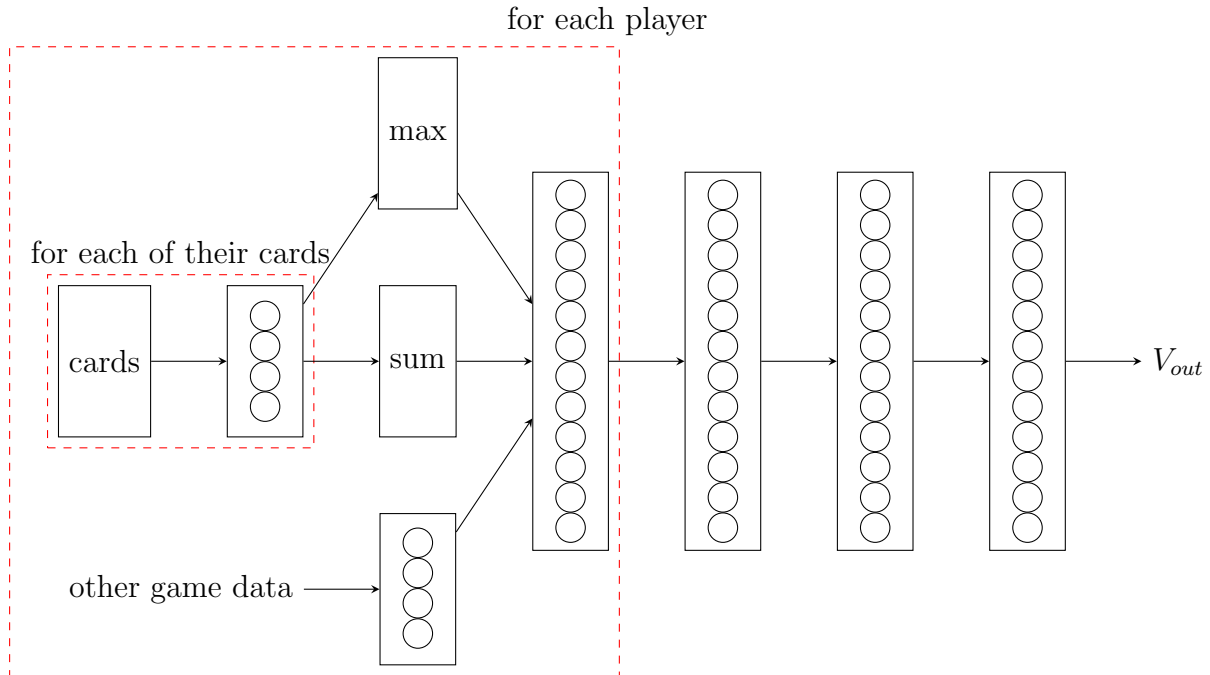 for each player
max
for each of their cards
cards
sum
V_out
other game data